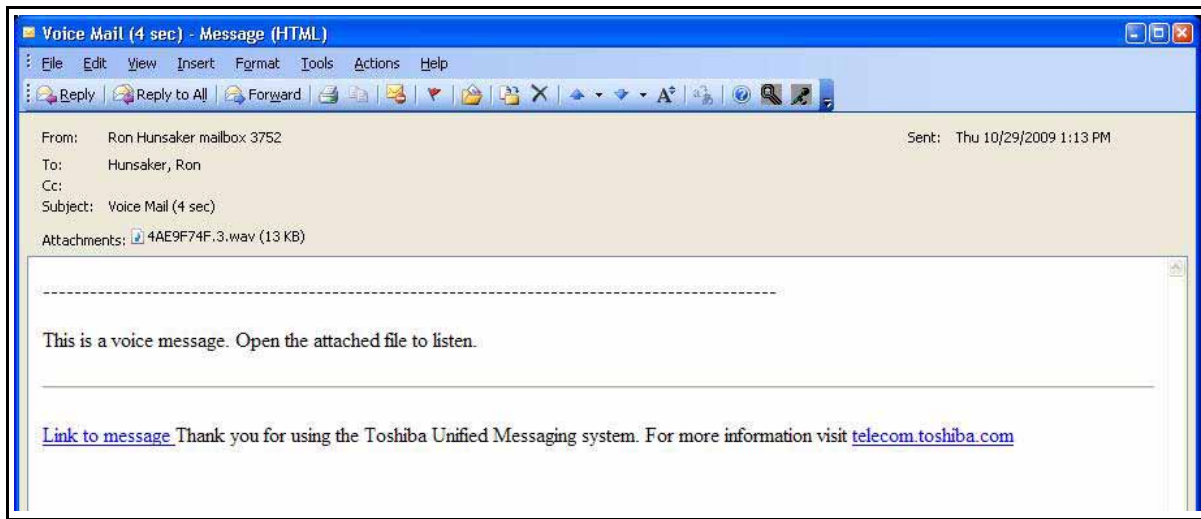 Voice Mail (4 sec) - Message (HTML)
File Edit View Insert Format Tools Actions Help
Reply Reply to All Forward
From: Ron Hunsaker mailbox 3752 Sent: Thu 10/29/2009 1:13 PM
To: Hunsaker, Ron
Cc:
Subject: Voice Mail (4 sec)
Attachments: 4AE9F74F.3.wav (13 KB)
This is a voice message. Open the attached file to listen.
Link to message Thank you for using the Toshiba Unified Messaging system. For more information visit telecom.toshiba.com